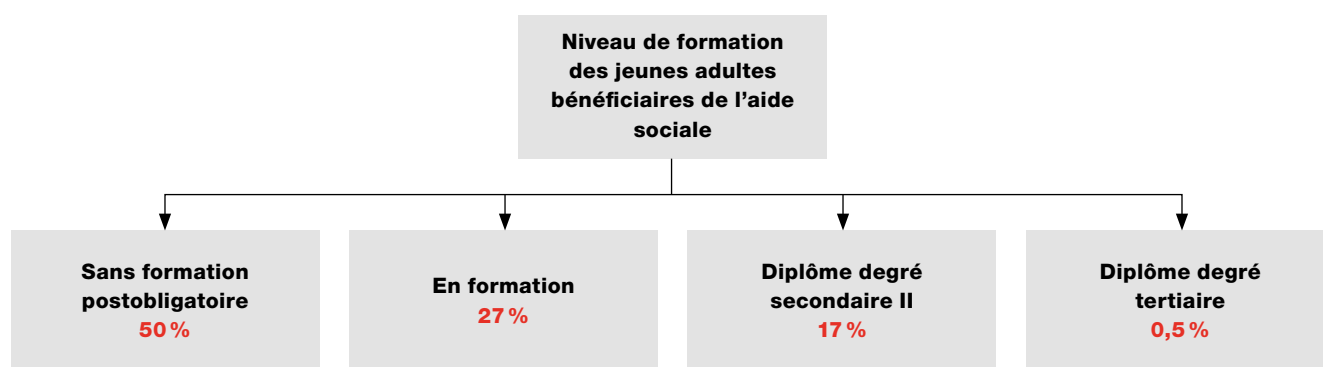 Niveau de formation
des jeunes adultes
bénéficiaires de l’aide
sociale
Sans formation
postobligatoire
50 %
En formation
27 %
Diplôme degré
secondaire II
17 %
Diplôme degré
tertiaire
0,5 %